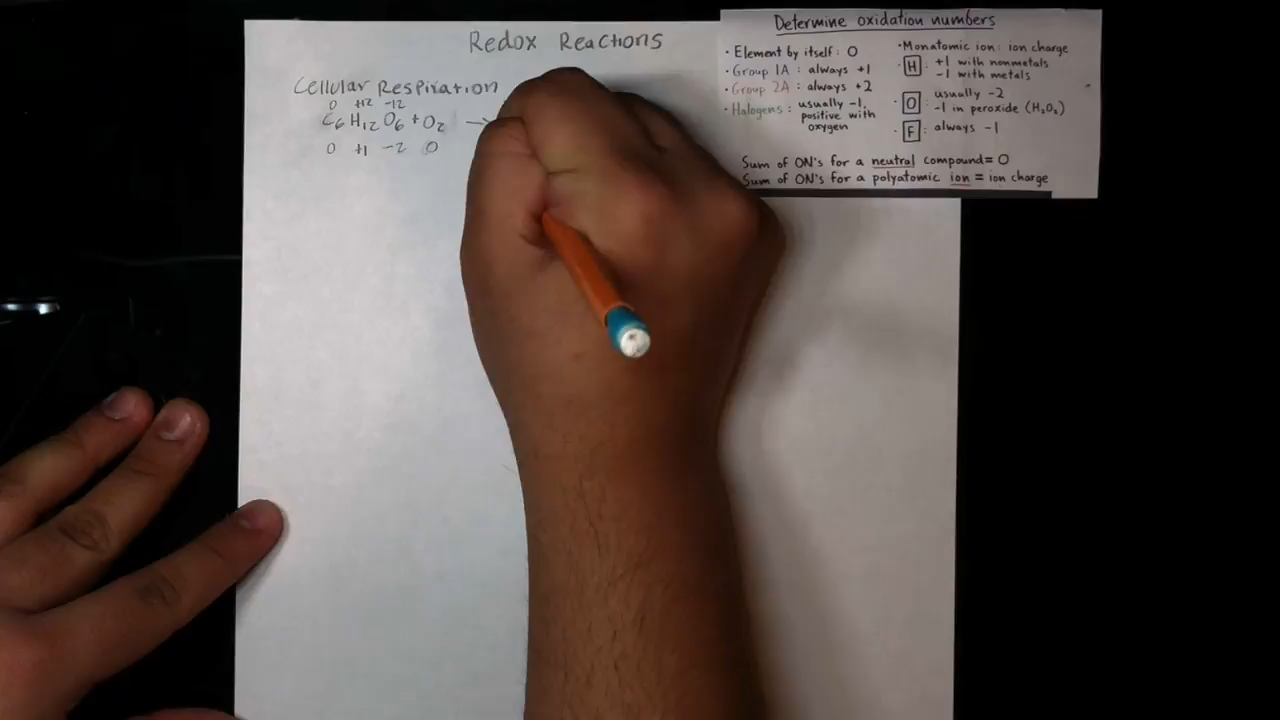 Redox Reactions
Cellular Respiration
0 +12 -12
C6 H12 O6 + O2 →
0 +1 -2 0
Determine oxidation numbers
• Element by itself: 0
• Group 1A: always +1
• Group 2A: always +2
• Halogens: usually -1,
positive with
oxygen
• Monatomic ion: ion charge
• H: +1 with nonmetals
-1 with metals
• O: usually -2
-1 in peroxide (H2O2)
• F: always -1
Sum of ON's for a neutral compound = 0
Sum of ON's for a polyatomic ion = ion charge